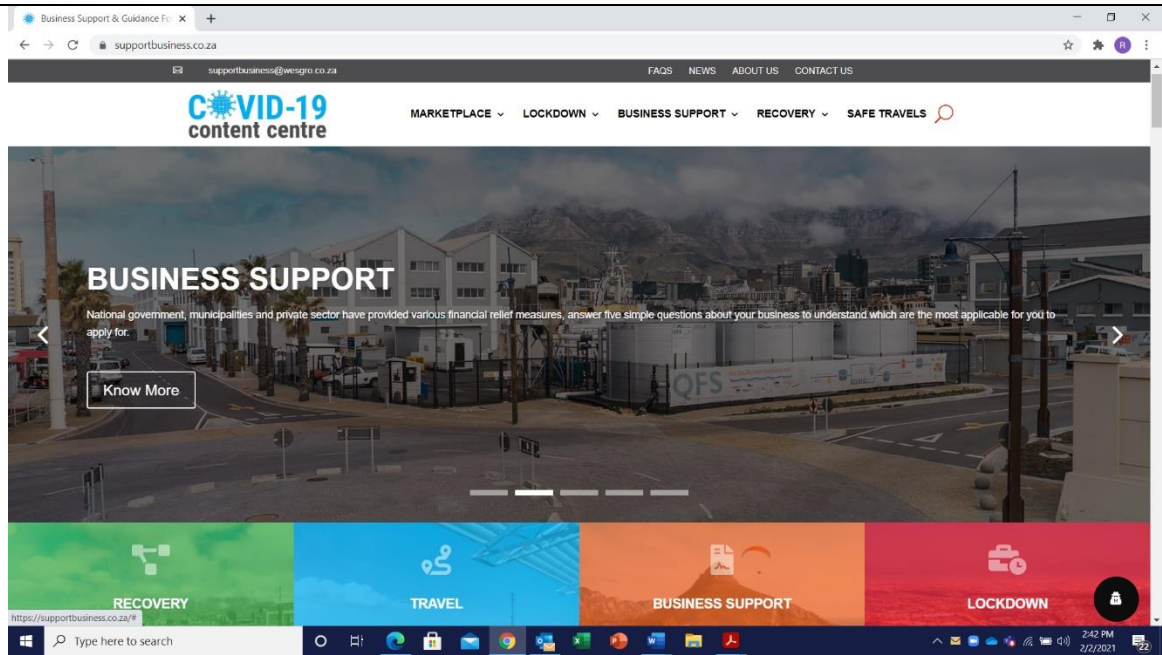 Business Support & Guidance Fo
supportbusiness.co.za
R
supportbusiness@wesgro.co.za FAQS NEWS ABOUT US CONTACT US
COVID-19
content centre
MARKETPLACE LOCKDOWN BUSINESS SUPPORT RECOVERY SAFE TRAVELS
BUSINESS SUPPORT
National government, municipalities and private sector have provided various financial relief measures, answer five simple questions about your business to understand which are the most applicable for you to
apply for.
Know More
QFS
RECOVERY TRAVEL BUSINESS SUPPORT LOCKDOWN
https://supportbusiness.co.za/#
Type here to search
2:42 PM
2/2/2021
22